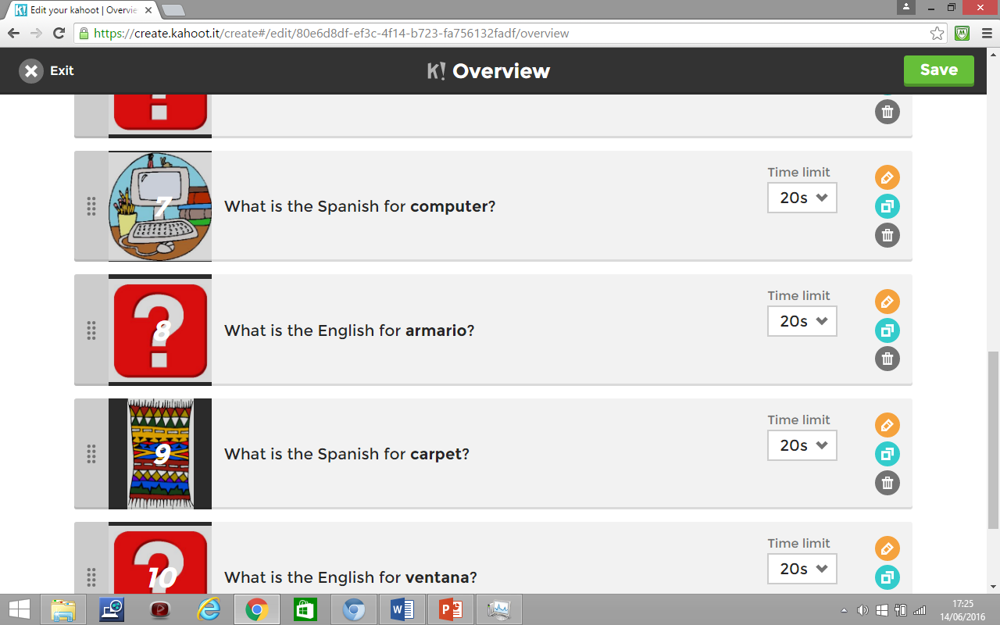 Edit your kahoot | Overvie
https://create.kahoot.it/create#/edit/80e6d8df-ef3c-4f14-b723-fa756132fadf/overview
Exit
K! Overview
Save
7
What is the Spanish for computer?
Time limit
20s
8
What is the English for armario?
Time limit
20s
9
What is the Spanish for carpet?
Time limit
20s
10
What is the English for ventana?
Time limit
20s
17:25
14/06/2016